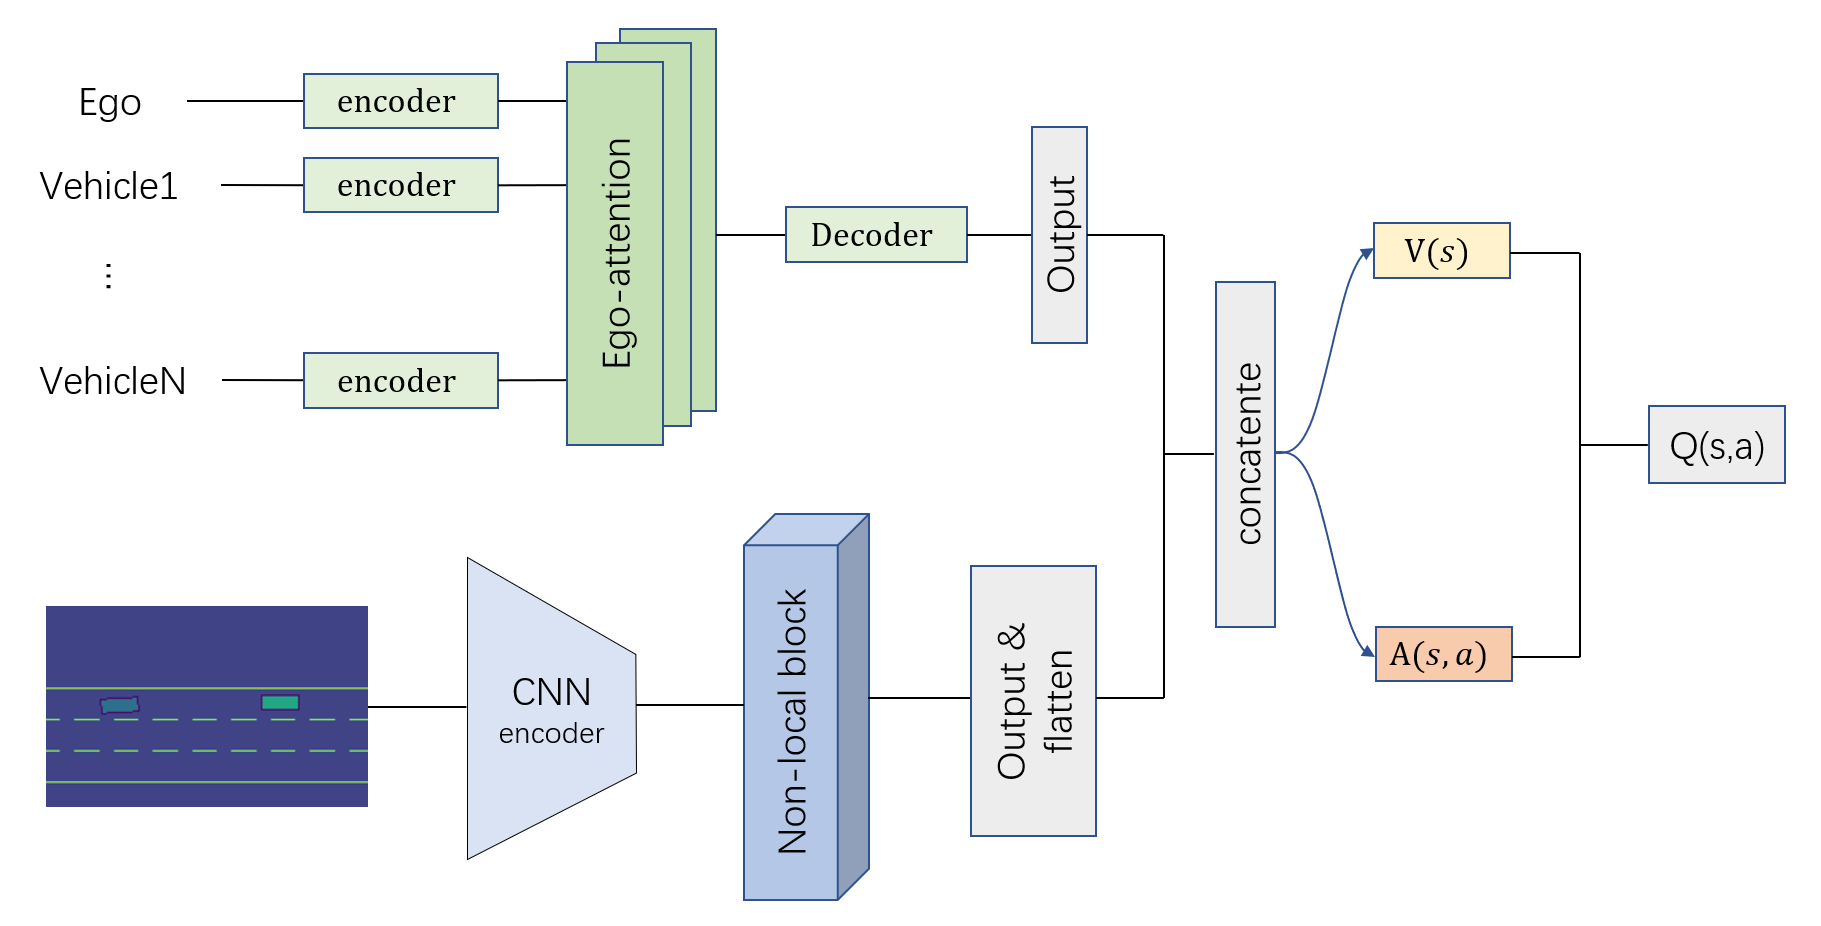 Ego
encoder
Vehicle1
encoder
...
VehicleN
encoder
Ego-attention
Decoder
Output
CNN
encoder
Non-local block
Output &
flatten
concatente
V(s)
A(s, a)
Q(s,a)